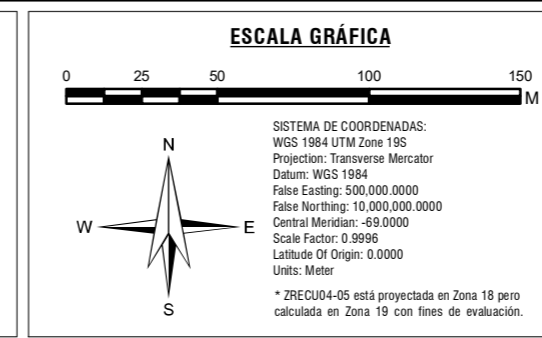 ESCALA GRÁFICA
0 25 50 100 150
M
SISTEMA DE COORDENADAS:
WGS 1984 UTM Zone 19S
Projection: Transverse Mercator
Datum: WGS 1984
False Easting: 500,000.0000
False Northing: 10,000,000.0000
Central Meridian: -69.0000
Scale Factor: 0.9996
Latitude Of Origin: 0.0000
Units: Meter
* ZRECU04-05 está proyectada en Zona 18 pero
calculada en Zona 19 con fines de evaluación.
N
W E
S